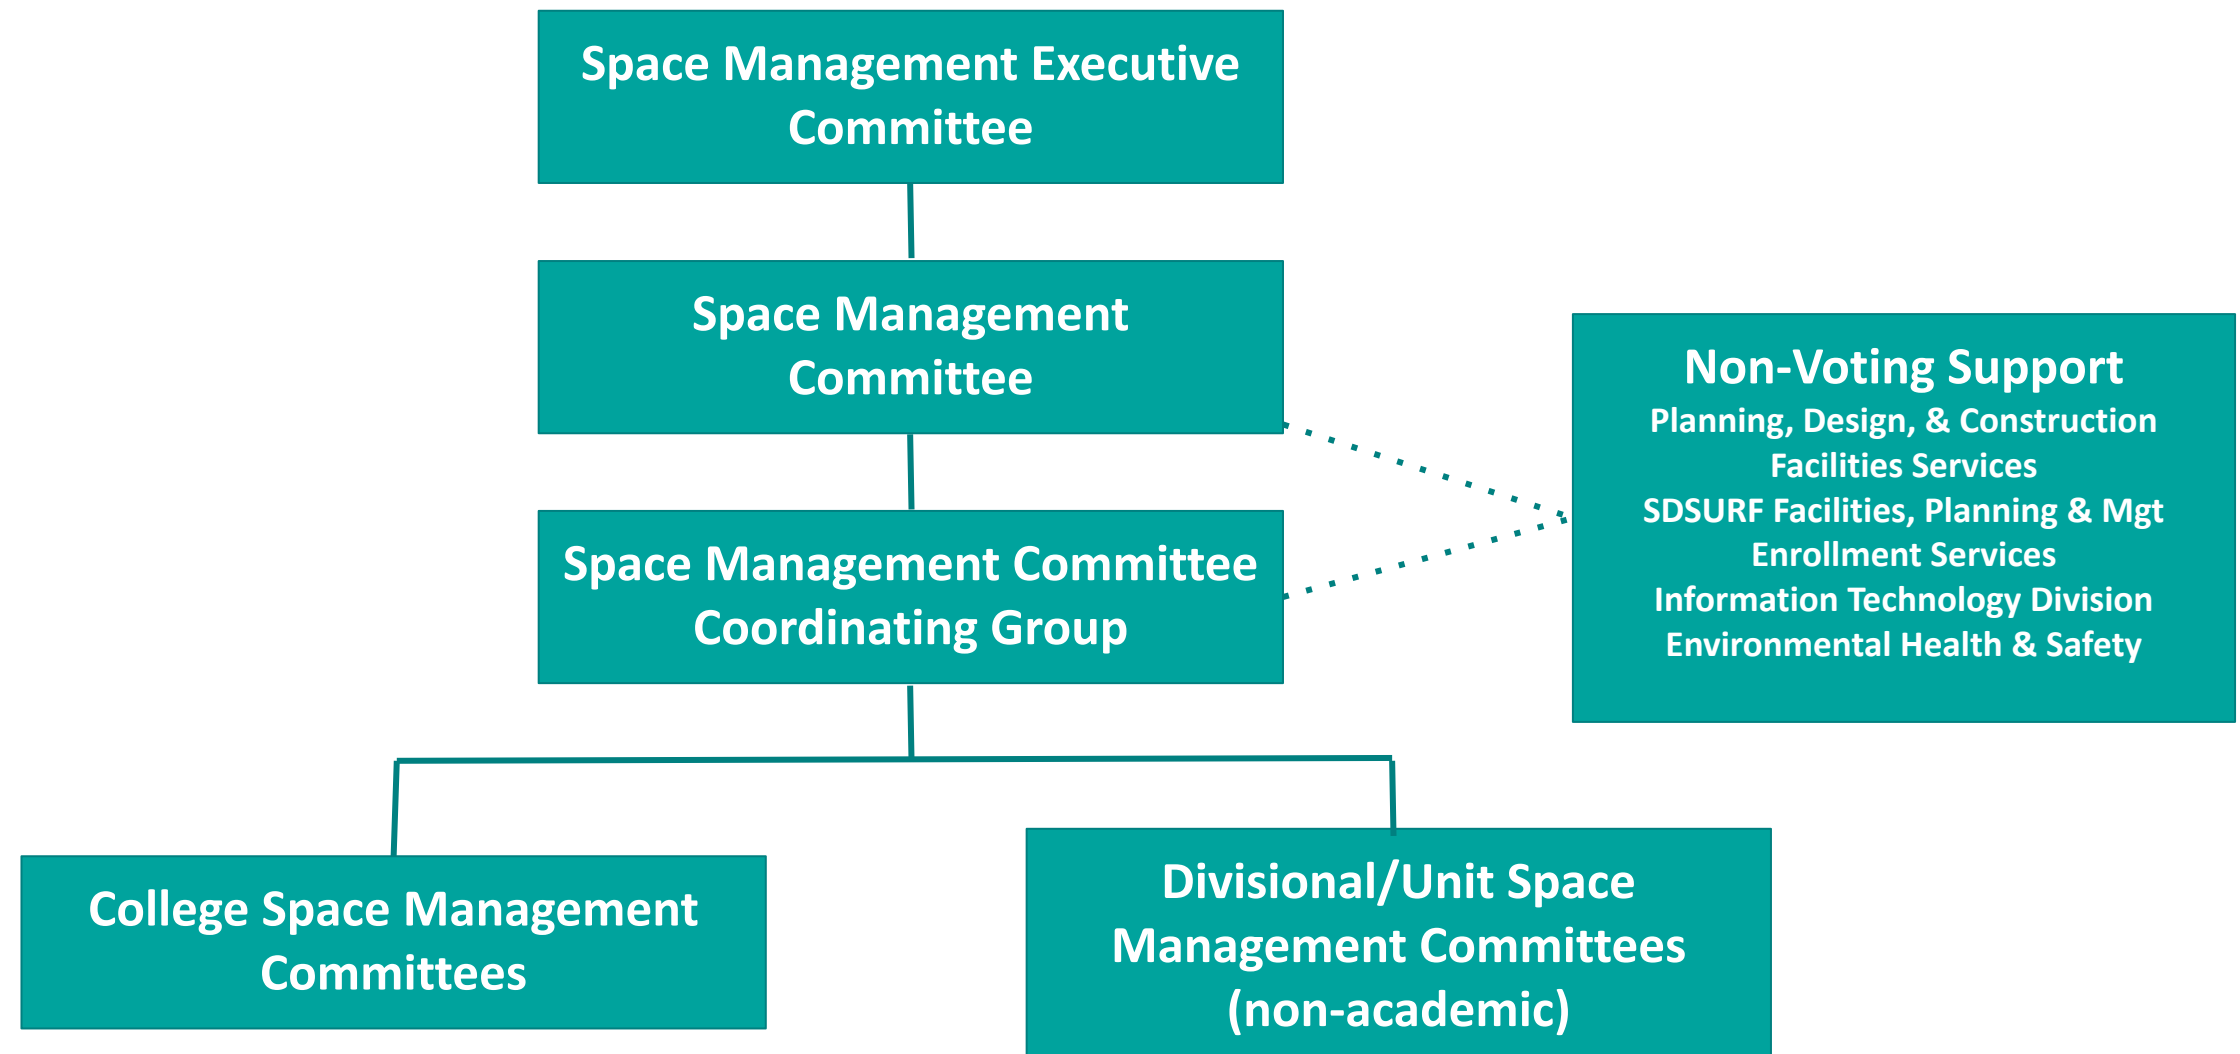 Space Management Executive
Committee
Space Management
Committee
Non-Voting Support
Planning, Design, & Construction
Facilities Services
SDSURF Facilities, Planning & Mgt
Enrollment Services
Information Technology Division
Environmental Health & Safety
Space Management Committee
Coordinating Group
College Space Management
Committees
Divisional/Unit Space
Management Committees
(non-academic)